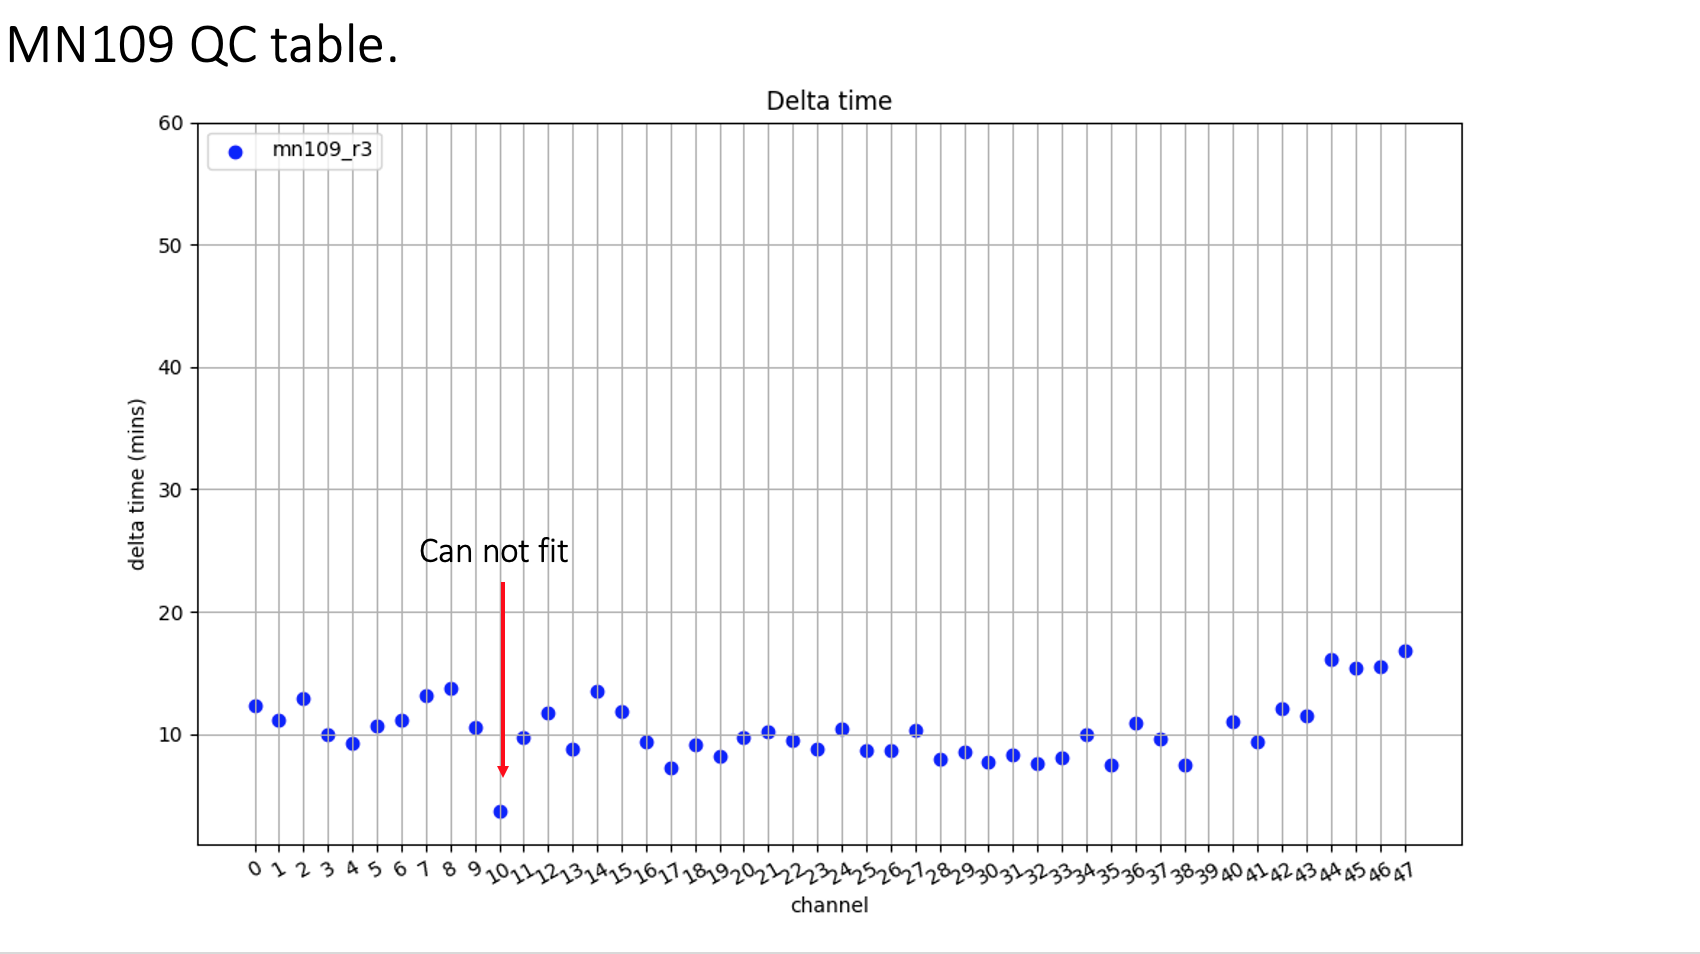 MN109 QC table.
Delta time
mn109_r3
60
50
40
30
20
10
delta time (mins)
Can not fit
0 1 2 3 4 5 6 7 8 9 10 11 12 13 14 15 16 17 18 19 20 21 22 23 24 25 26 27 28 29 30 31 32 33 34 35 36 37 38 39 40 41 42 43 44 45 46 47
channel